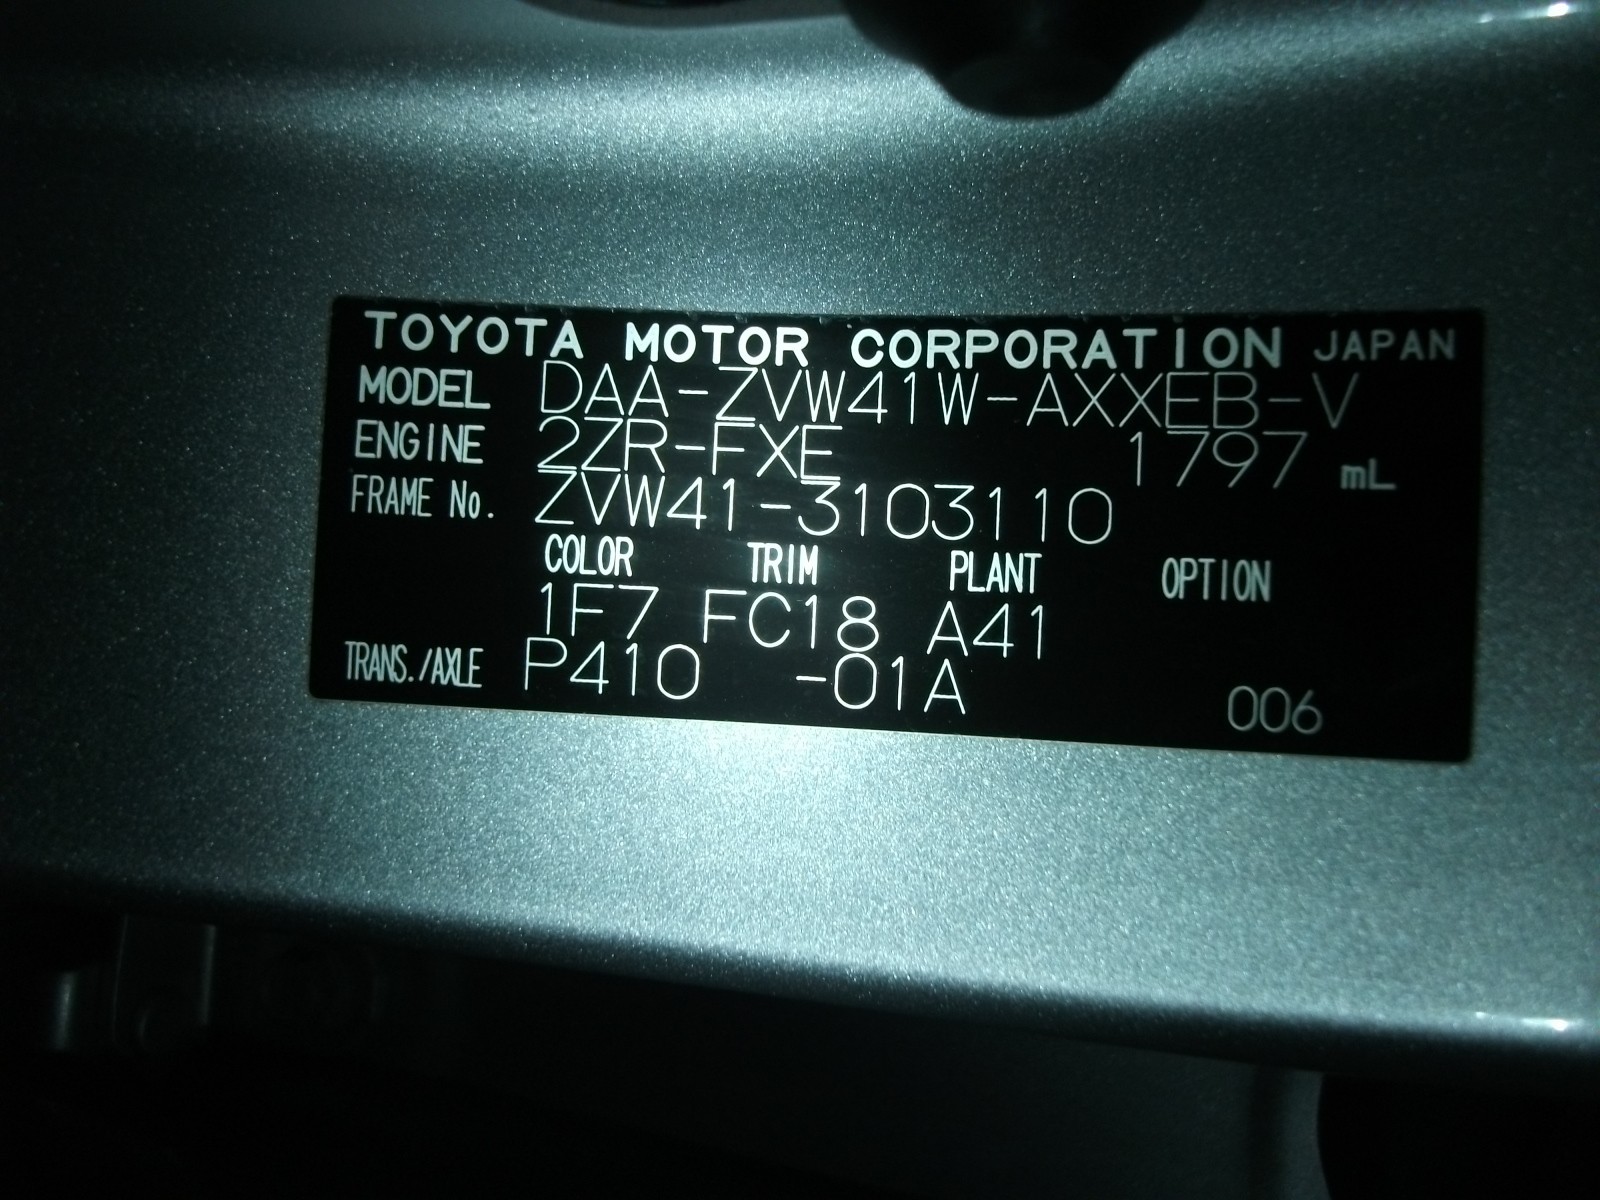 TOYOTA MOTOR CORPORATION JAPAN
MODEL DAA-ZVW41W-AXXEB-V
ENGINE 2ZR-FXE 1797 mL
FRAME No. ZVW41-3103110
COLOR TRIM PLANT OPTION
1F7 FC18 A41
TRANS./AXLE P410 -01A 006